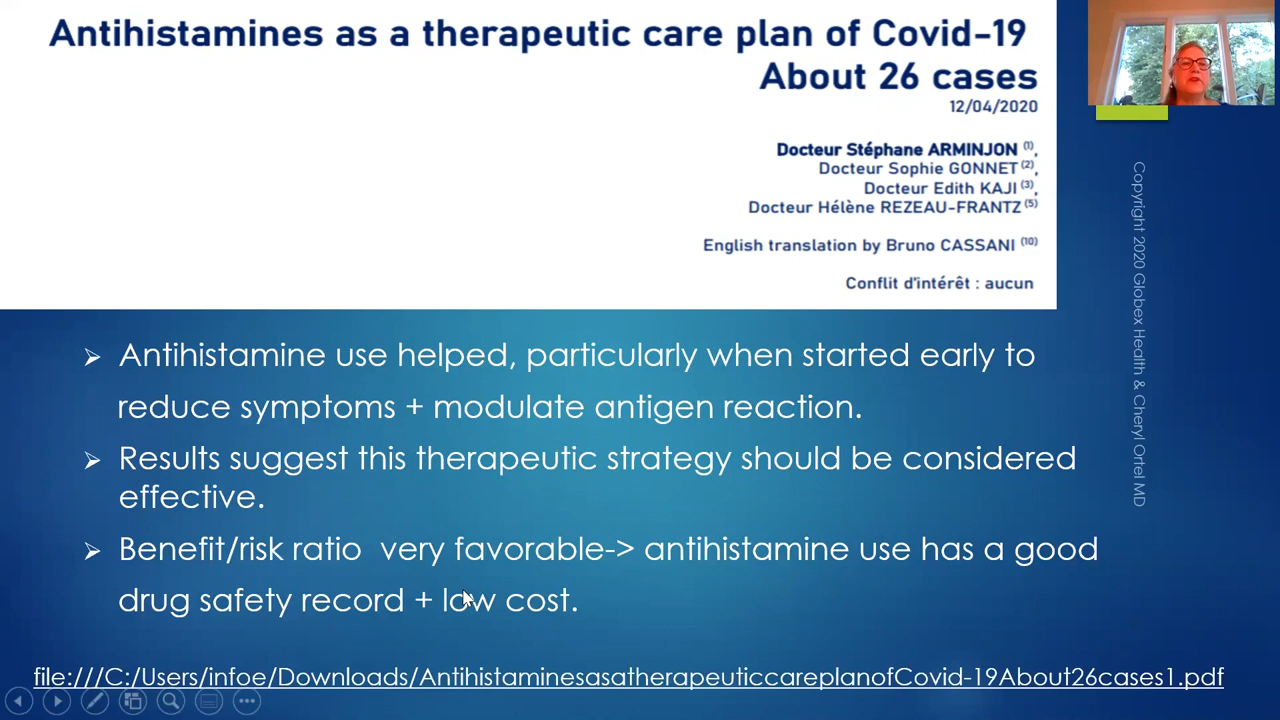 Antihistamines as a therapeutic care plan of Covid-19
About 26 cases
12/04/2020
Docteur Stéphane ARMINJON (1),
Docteur Sophie GONNET (2),
Docteur Edith KAJI (3),
Docteur Hélène REZEAU-FRANTZ (5)
English translation by Bruno CASSANI (10)
Conflit d'intérêt : aucun
Copyright 2020 Globex Health & Cheryl Ortel MD
➢ Antihistamine use helped, particularly when started early to
reduce symptoms + modulate antigen reaction.
➢ Results suggest this therapeutic strategy should be considered
effective.
➢ Benefit/risk ratio very favorable-> antihistamine use has a good
drug safety record + low cost.
file:///C:/Users/infoe/Downloads/AntihistaminesasatherapeuticcareplanofCovid-19About26cases1.pdf